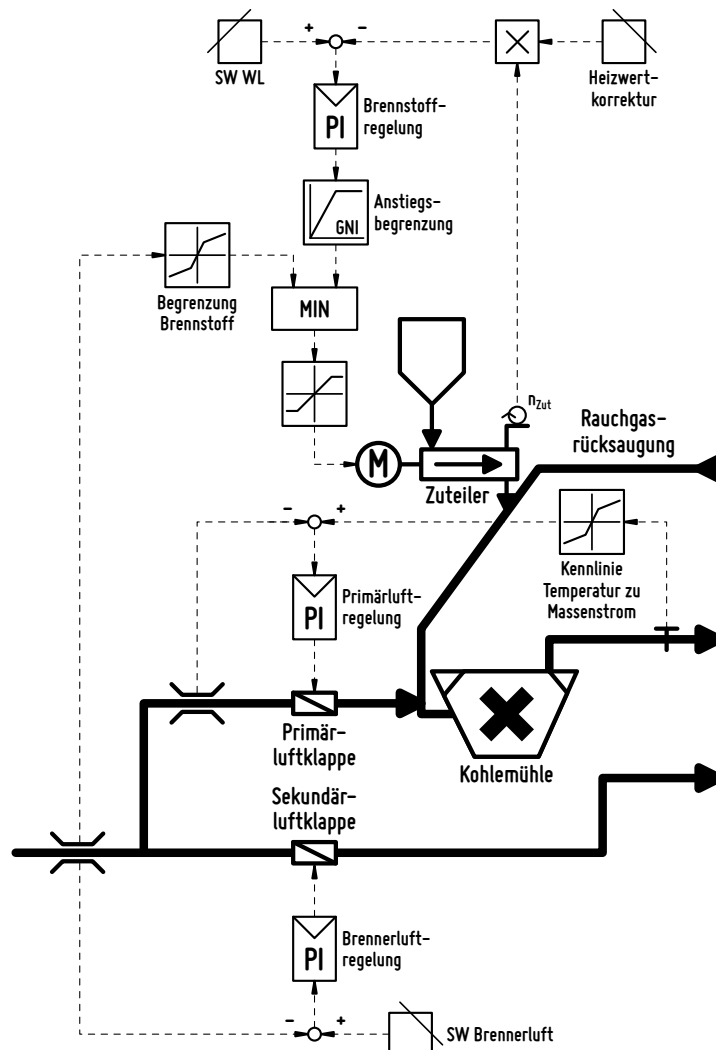 +
-
SW WL
Heizwert-
korrektur
PI
Brennstoff-
regelung
GNI
Anstiegs-
begrenzung
Begrenzung
Brennstoff
MIN
nZut
Rauchgas-
rücksaugung
M
Zuteiler
-
+
Kennlinie
Temperatur zu
Massenstrom
PI
Primärluft-
regelung
Primär-
luftklappe
Kohlemühle
Sekundär-
luftklappe
PI
Brennerluft-
regelung
-
+
SW Brennerluft